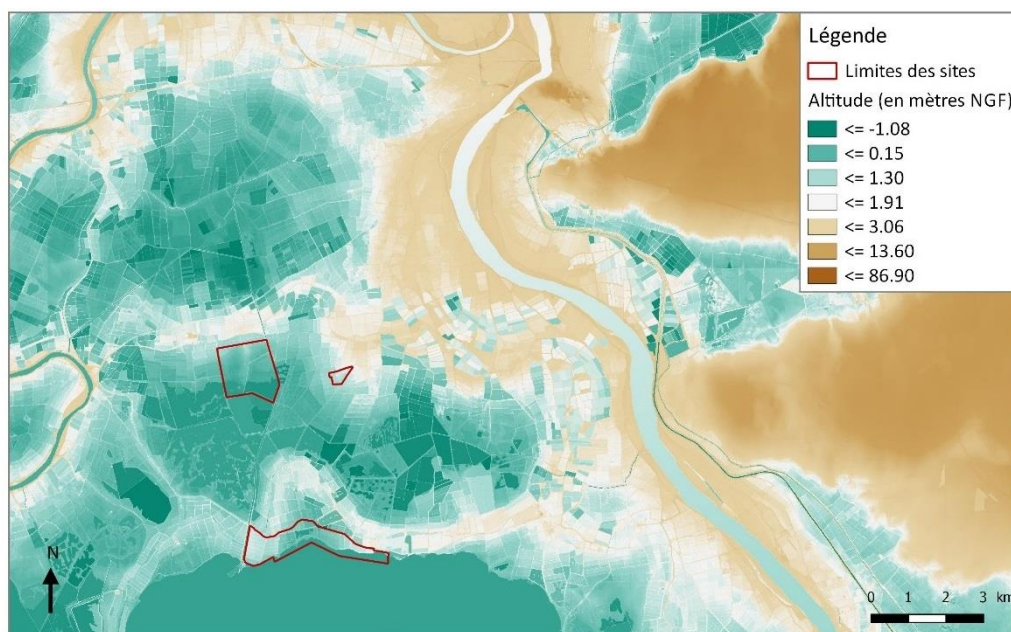 Légende
Limites des sites
Altitude (en mètres NGF)
<= -1.08
<= 0.15
<= 1.30
<= 1.91
<= 3.06
<= 13.60
<= 86.90
N
0 1 2 3 km